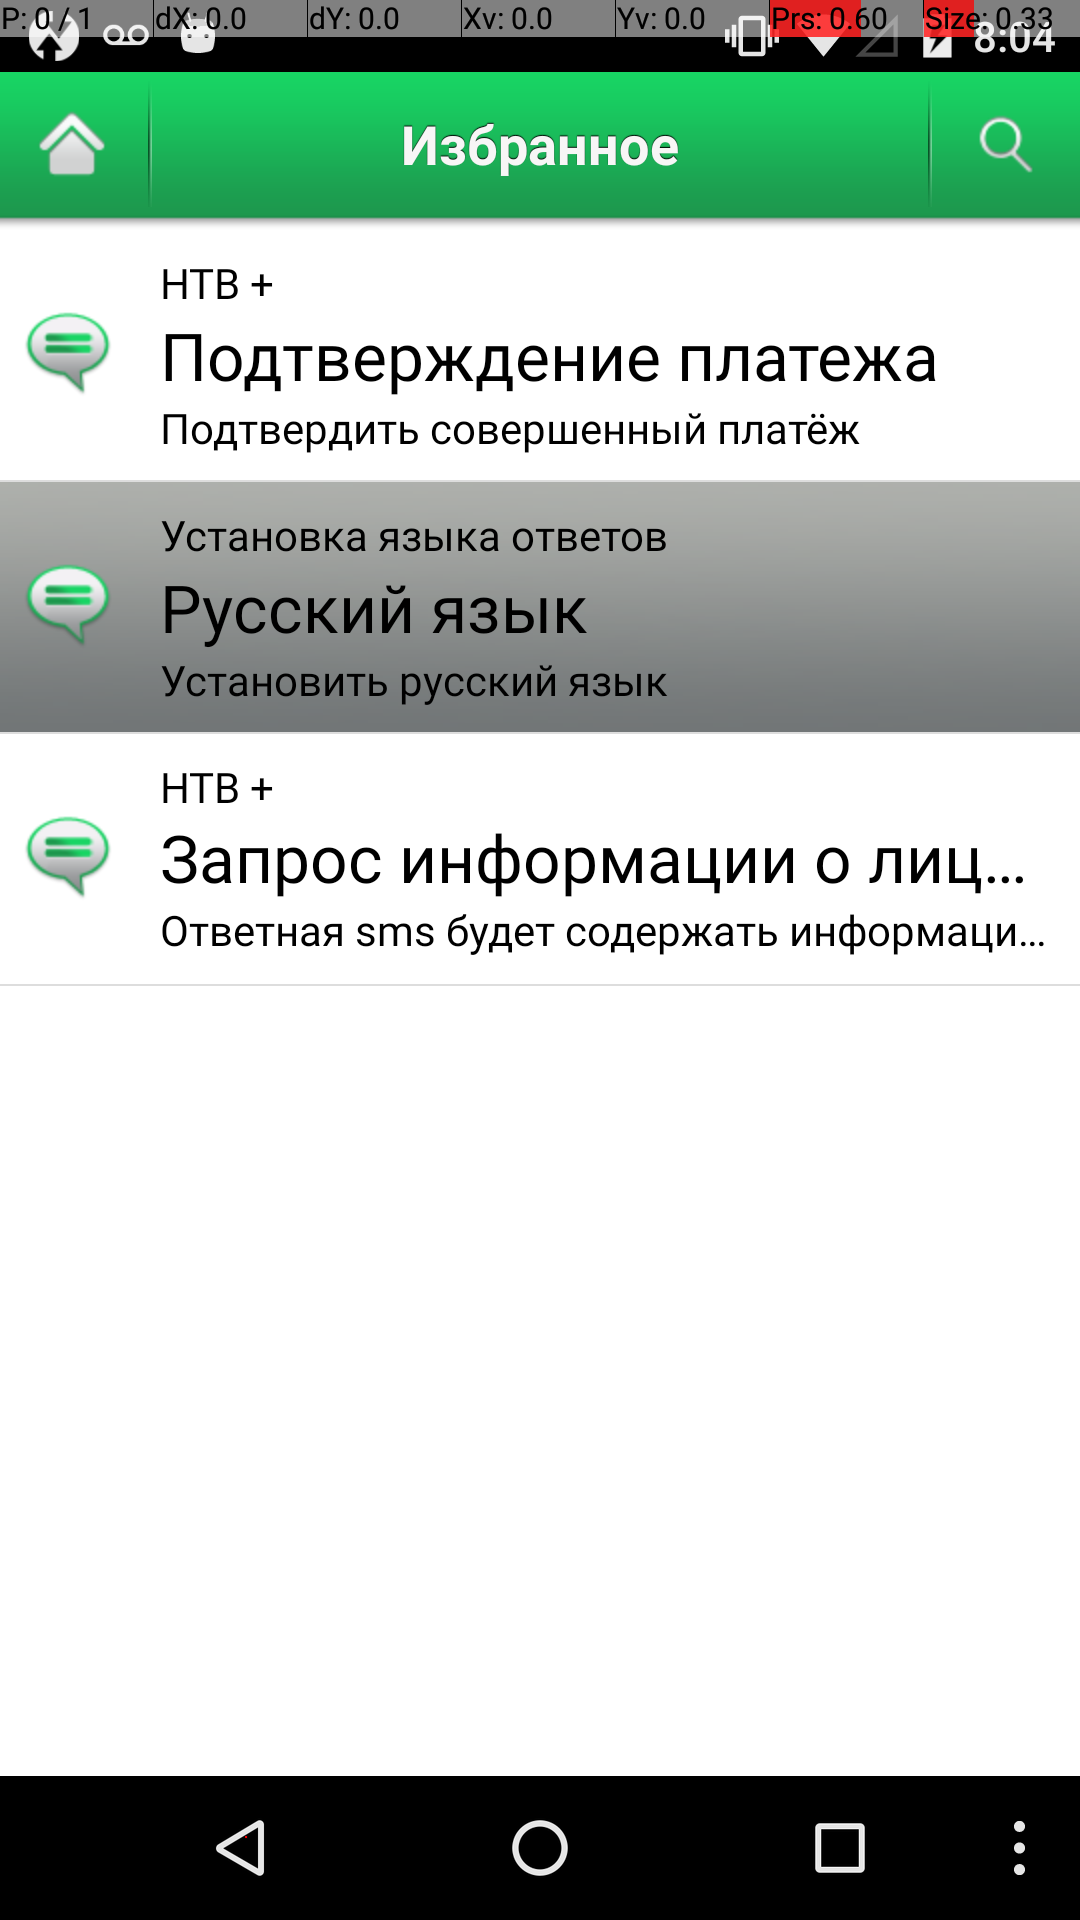 P: 0 / 1 dX: 0.0 dY: 0.0 Xv: 0.0 Yv: 0.0 Prs: 0.60 Size: 0.33
8:04
Избранное
НТВ +
Подтверждение платежа
Подтвердить совершенный платёж
Установка языка ответов
Русский язык
Установить русский язык
НТВ +
Запрос информации о лиц...
Ответная sms будет содержать информаци...